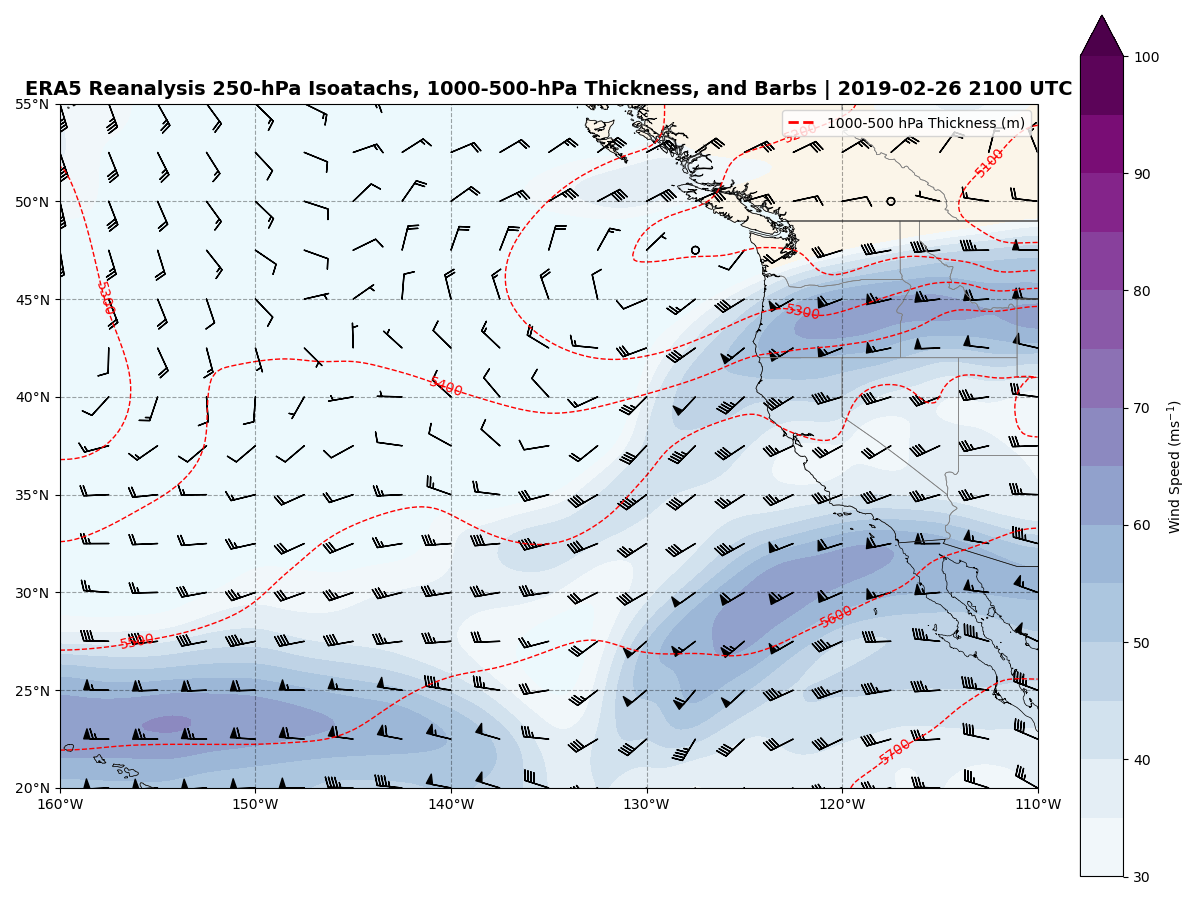 ERA5 Reanalysis 250-hPa Isoatachs, 1000-500-hPa Thickness, and Barbs | 2019-02-26 2100 UTC
1000-500 hPa Thickness (m)
55°N
50°N
45°N
40°N
35°N
30°N
25°N
20°N
160°W
150°W
140°W
130°W
120°W
110°W
5200
5100
5300
5300
5400
5500
5600
5700
100
90
80
70
60
50
40
30
Wind Speed (ms⁻¹)